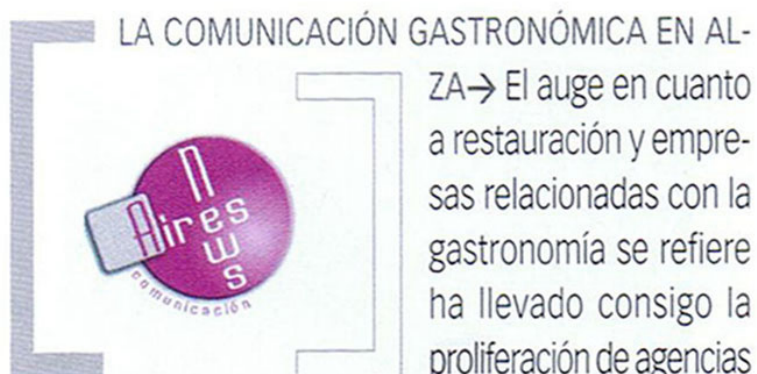 LA COMUNICACIÓN GASTRONÓMICA EN AL-
ZA→ El auge en cuanto
a restauración y empre-
sas relacionadas con la
gastronomía se refiere
ha llevado consigo la
proliferación de agencias
Aires
News
comunicación